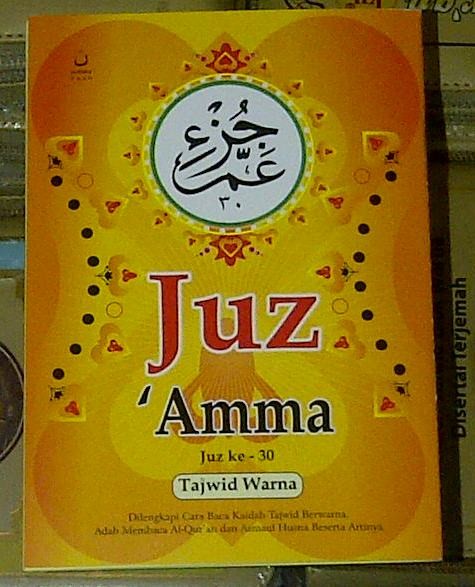 جُزْءِ
عَمَّ
٣٠
Juz
'Amma
Juz ke - 30
Tajwid Warna
Dilengkapi Cara Baca Kaidah Tajwid Berwarna,
Adab Membaca Al-Qur'an dan Asmaul Husna Beserta Artinya.
Disertai Terjemah